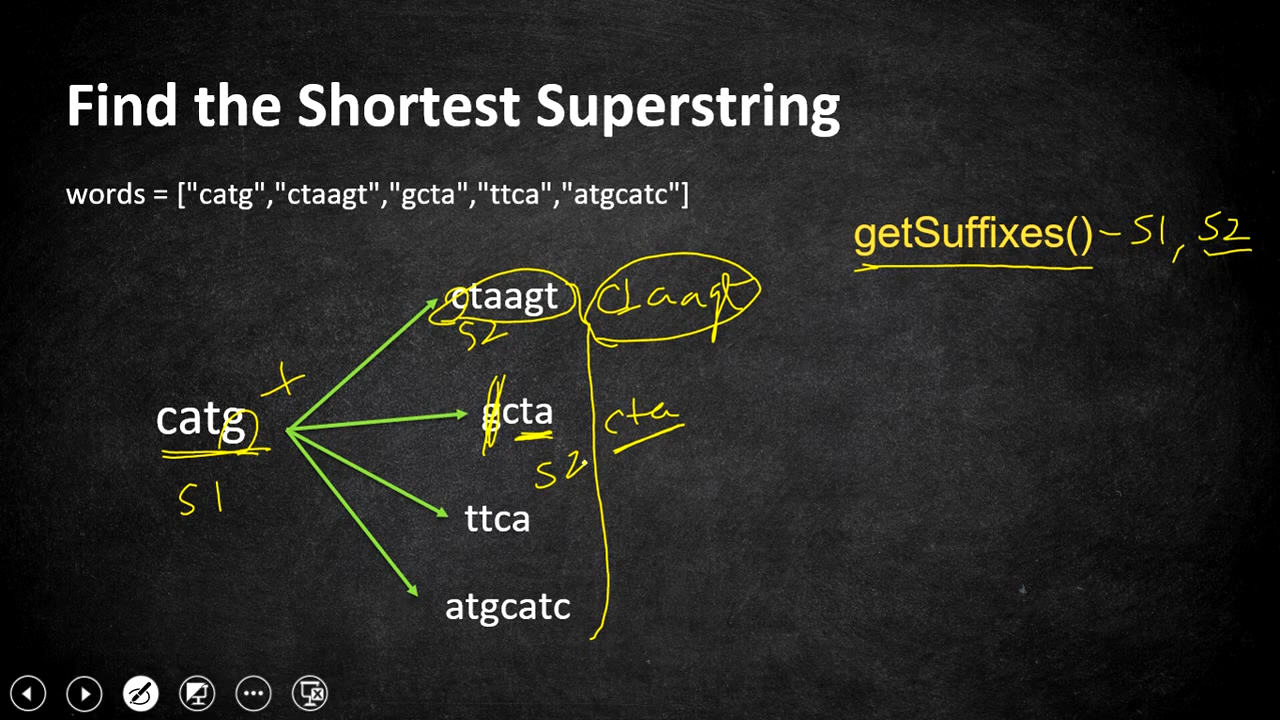 Find the Shortest Superstring
words = ["catg","ctaagt","gcta","ttca","atgcatc"]
getSuffixes() - S1, S2
ctaagt ctaagt
S2
catg
gcta cta
S2
S1
ttca
atgcatc